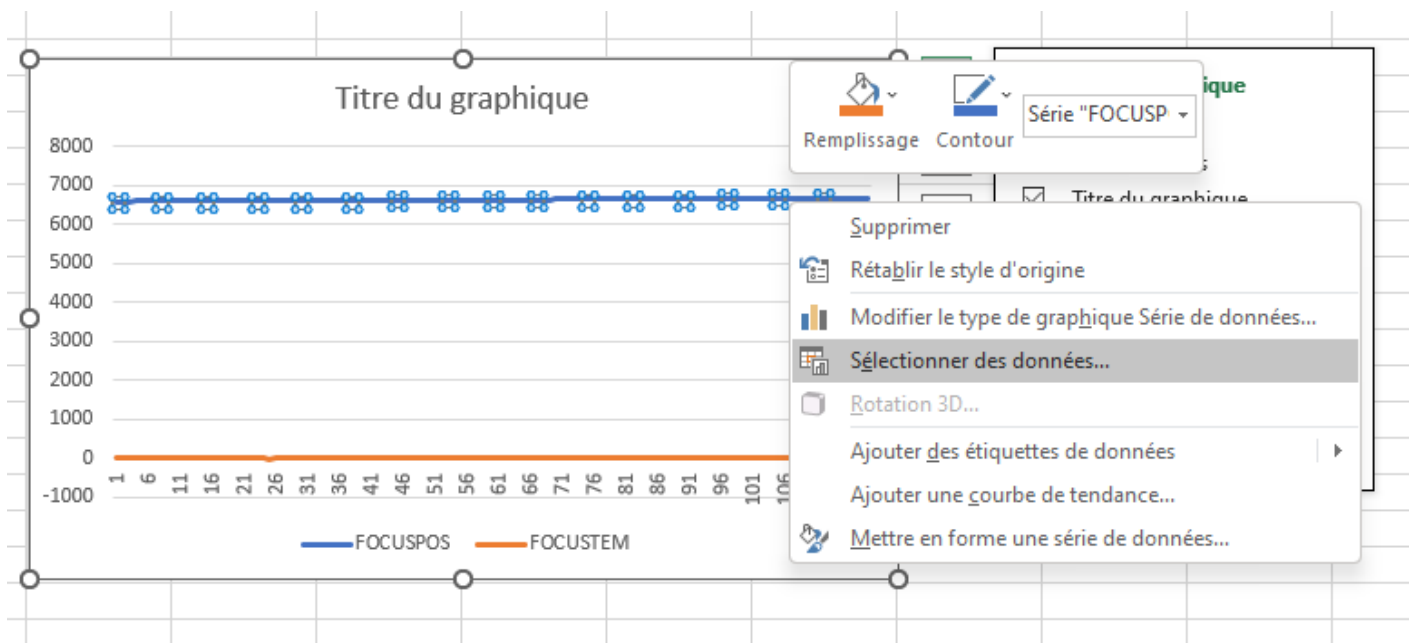 Titre du graphique
8000
7000
6000
5000
4000
3000
2000
1000
0
-1000
1 6 11 16 21 26 31 36 41 46 51 56 61 66 71 76 81 86 91 96 101 106
FOCUSPOS FOCUSTEM
ique
Remplissage Contour Série "FOCUSP
s
Titre du graphique
Supprimer
Rétablir le style d'origine
Modifier le type de graphique Série de données...
Sélectionner des données...
Rotation 3D...
Ajouter des étiquettes de données
Ajouter une courbe de tendance...
Mettre en forme une série de données...